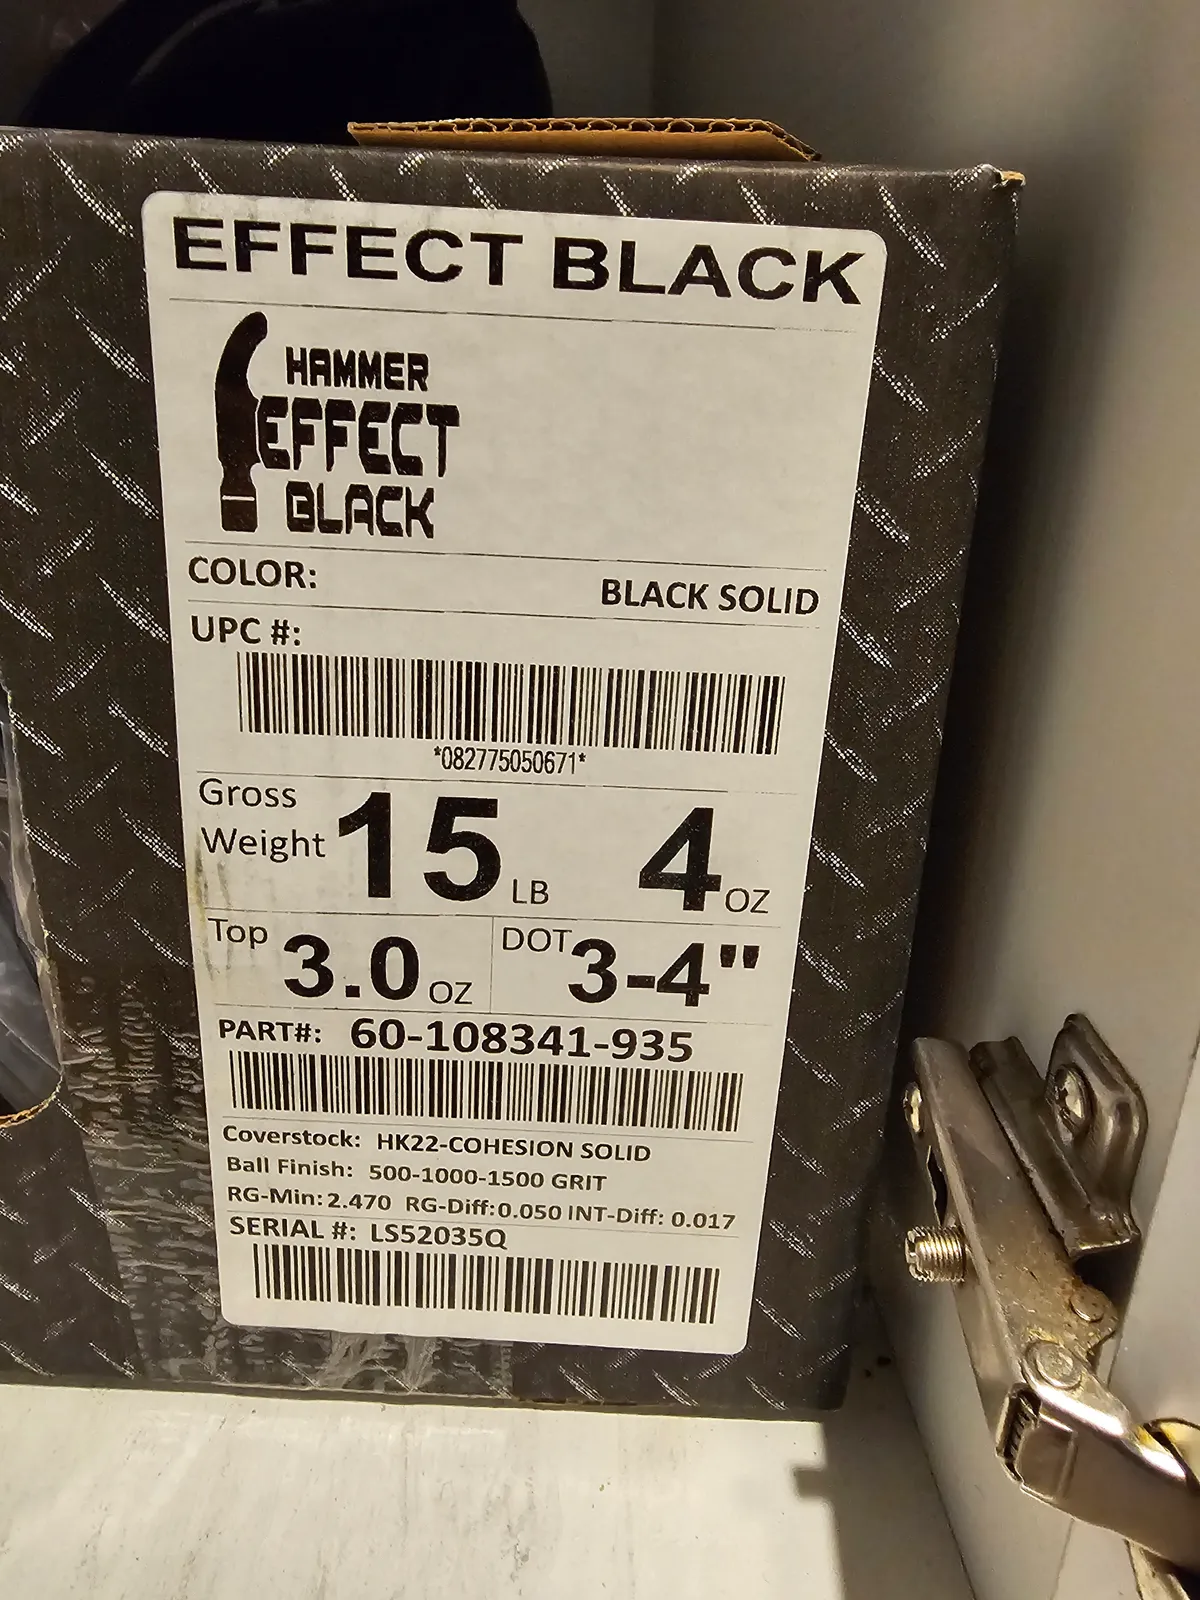 EFFECT BLACK
HAMMER
EFFECT
BLACK
COLOR: BLACK SOLID
UPC #:
*082775050671*
Gross Weight 15 LB 4 OZ
Top 3.0 OZ DOT 3-4"
PART#: 60-108341-935
Coverstock: HK22-COHESION SOLID
Ball Finish: 500-1000-1500 GRIT
RG-Min: 2.470 RG-Diff: 0.050 INT-Diff: 0.017
SERIAL #: LS52035Q